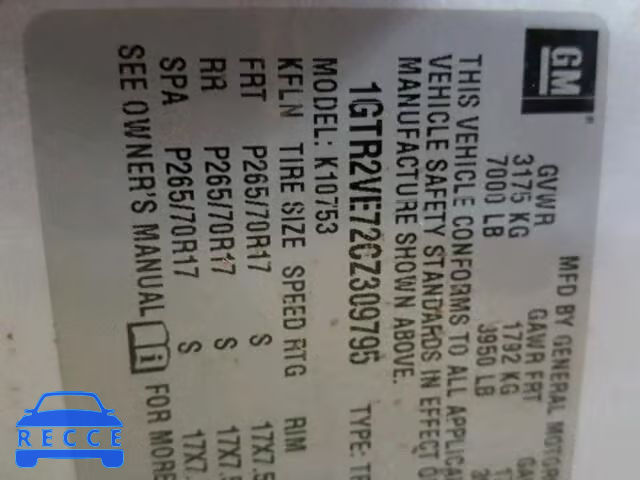 GM
MFD BY GENERAL MOTORS
GVWR GAWR FRT
3175 KG 1792 KG
7000 LB 3950 LB
THIS VEHICLE CONFORMS TO ALL
VEHICLE SAFETY STANDARDS IN EFFECT
MANUFACTURE SHOWN ABOVE.
1GTR2VE72CZ309795 TYPE:
MODEL: K10753
KFLN TIRE SIZE SPEED RTG RIM
FRT P265/70R17 S 17X7.5
RR P265/70R17 S 17X7.5
SPA P265/70R17 S 17X7
SEE OWNER'S MANUAL FOR MORE
RECCE